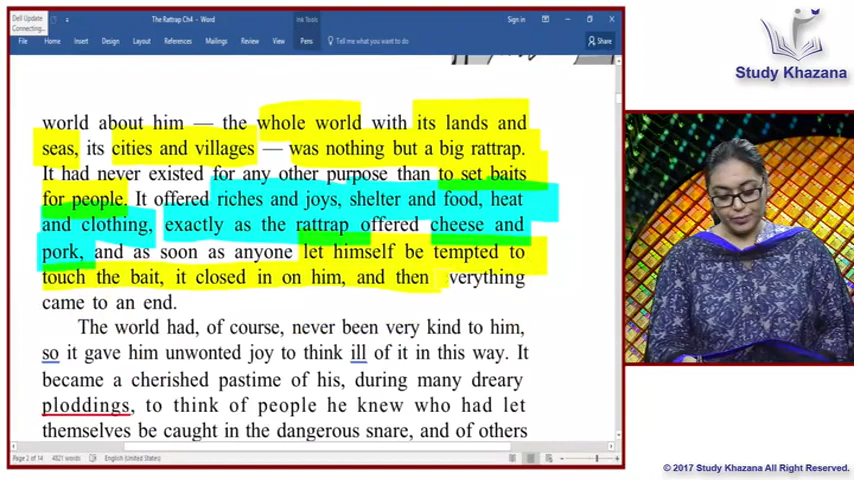 Dell Update
Connecting...
The Rattrap Ch4 - Word
Ink Tools
Sign in
File Home Insert Design Layout References Mailings Review View Pens Tell me what you want to do
Share
Study Khazana
world about him — the whole world with its lands and
seas, its cities and villages — was nothing but a big rattrap.
It had never existed for any other purpose than to set baits
for people. It offered riches and joys, shelter and food, heat
and clothing, exactly as the rattrap offered cheese and
pork, and as soon as anyone let himself be tempted to
touch the bait, it closed in on him, and then verything
came to an end.
The world had, of course, never been very kind to him,
so it gave him unwonted joy to think ill of it in this way. It
became a cherished pastime of his, during many dreary
ploddings, to think of people he knew who had let
themselves be caught in the dangerous snare, and of others
Page 2 of 14 4821 words English (United States)
© 2017 Study Khazana All Right Reserved.